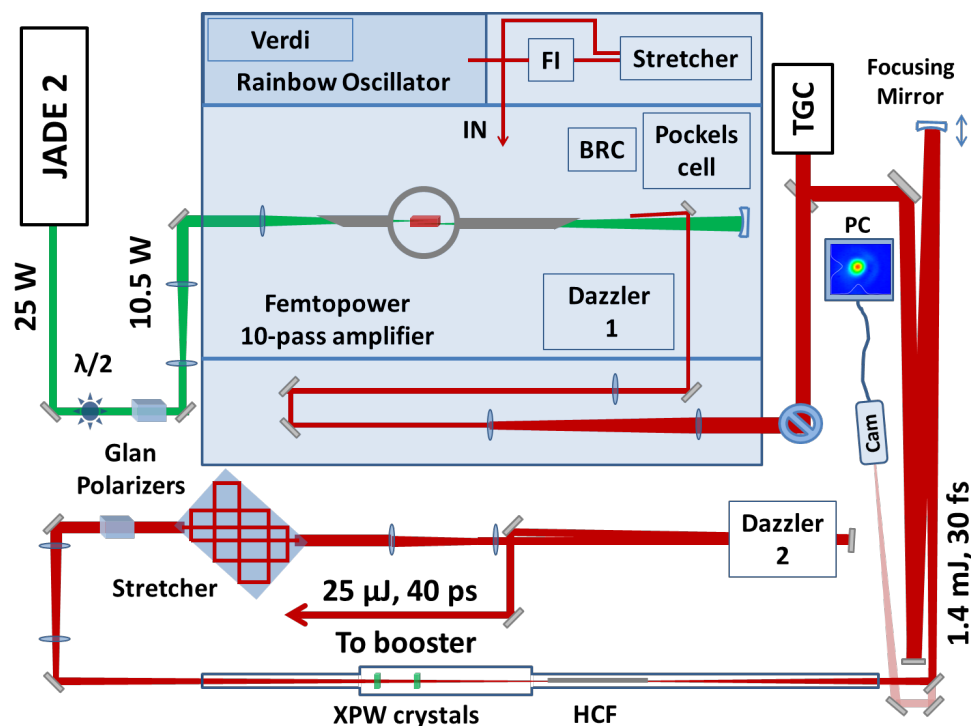 JADE 2
25 W
λ/2
10.5 W
Glan
Polarizers
Verdi
Rainbow Oscillator
FI
Stretcher
IN
BRC
Pockels
cell
Femtopower
10-pass amplifier
Dazzler
1
TGC
Focusing
Mirror
PC
Cam
1.4 mJ, 30 fs
Stretcher
Dazzler
2
25 µJ, 40 ps
To booster
XPW crystals
HCF